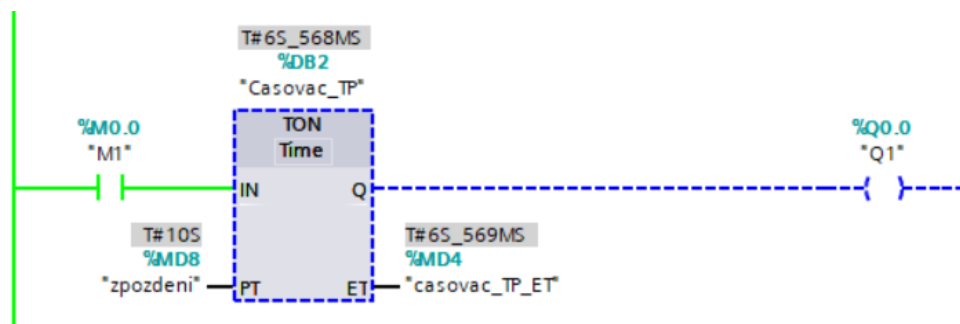 T#6S_568MS
%DB2
"Casovac_TP"
TON
Time
%M0.0
"M1"
%Q0.0
"Q1"
IN
Q
T#10S
%MD8
"zpozdeni"
PT
T#6S_569MS
%MD4
ET
"casovac_TP_ET"